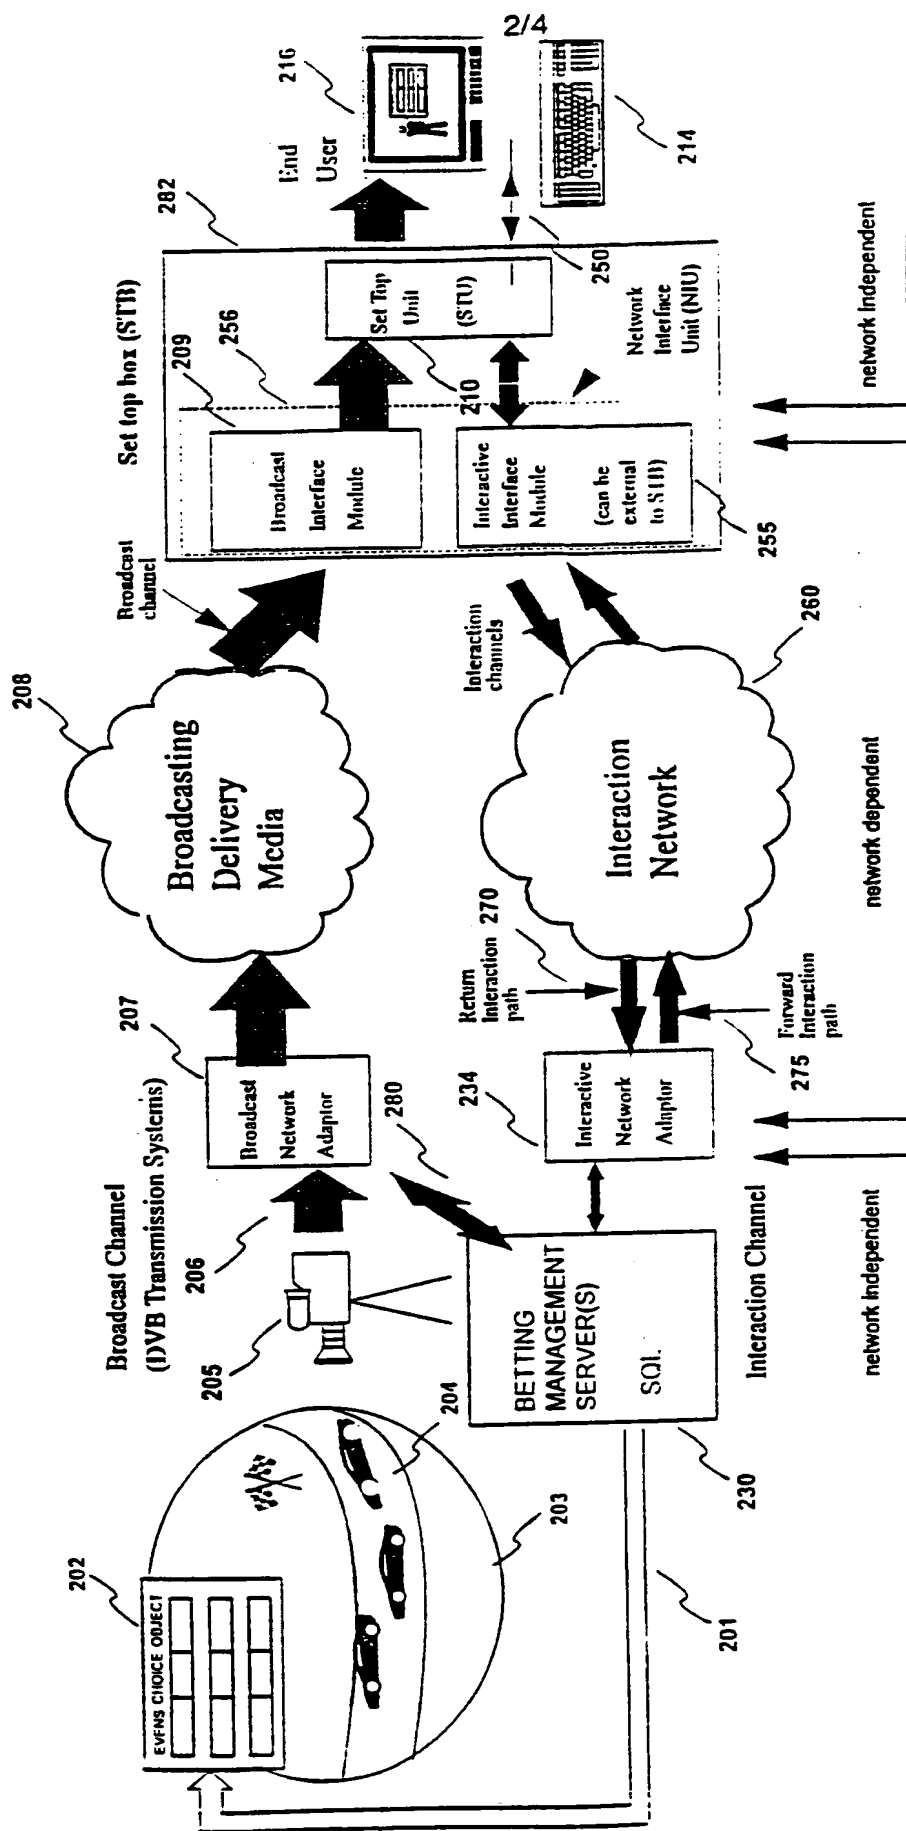 2/4
202
EVENS CHOICE OBJECT
203
204
201
Broadcast Channel
(DVB Transmission Systems)
205
206
207
Broadcast
Network
Adaptor
280
BETTING
MANAGEMENT
SERVER(S)
SQL
230
Interaction Channel
234
Interactive
Network
Adaptor
Return
Interaction
path
270
Forward
Interaction
path
275
208
Broadcasting
Delivery
Media
Broadcast
channel
Interaction
Network
260
Interaction
channels
Set top box (STB)
209
256
282
Broadcast
Interface
Module
Set Top
Unit
(STU)
210
Interactive
Interface
Module
(can be
external
to STB)
255
Network
Interface
Unit (NIU)
250
End
User
216
214
network Independent
network dependent
network Independent